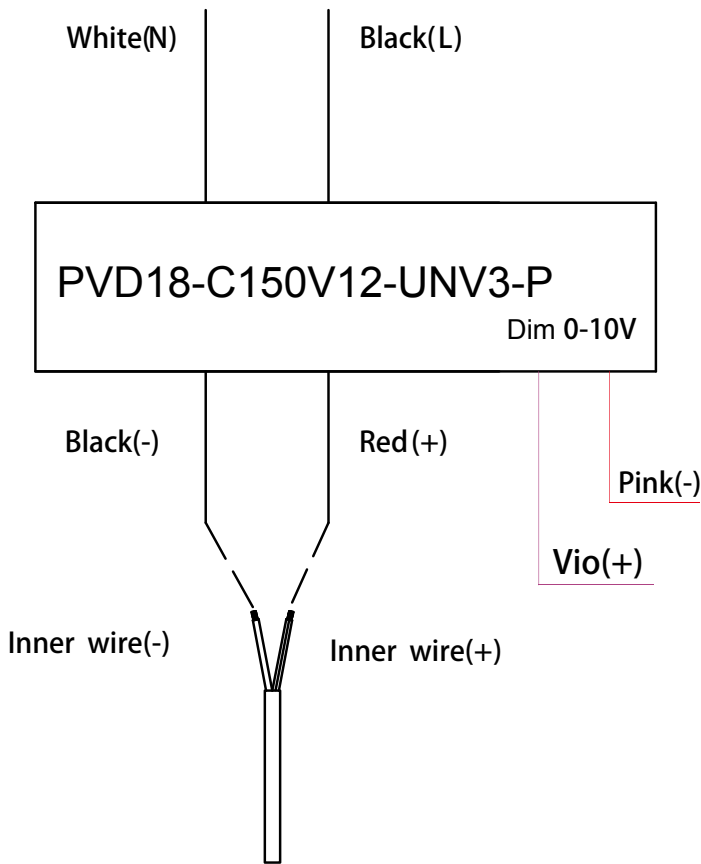 White(N)
Black(L)
PVD18-C150V12-UNV3-P
Dim 0-10V
Black(-)
Red (+)
Pink(-)
Vio(+)
Inner wire(-)
Inner wire(+)